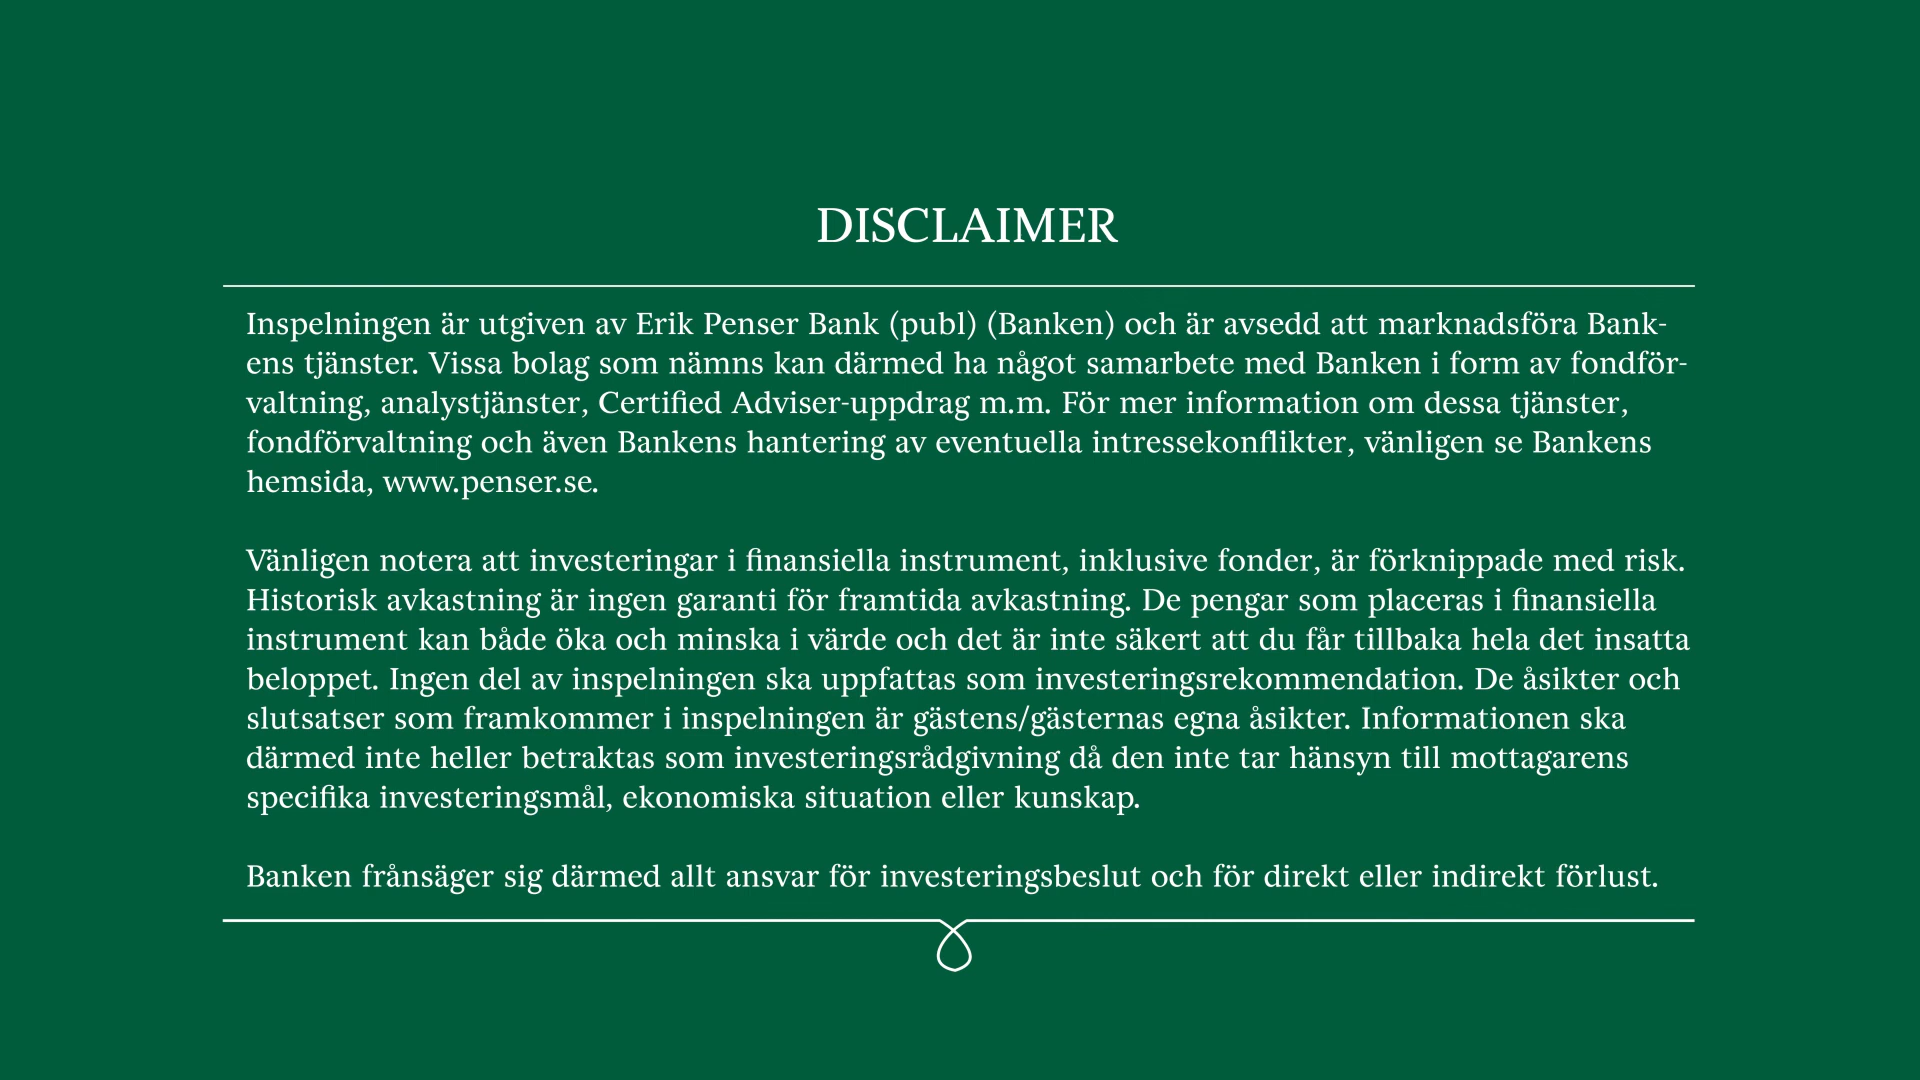 DISCLAIMER
Inspelningen är utgiven av Erik Penser Bank (publ) (Banken) och är avsedd att marknadsföra Bank-
ens tjänster. Vissa bolag som nämns kan därmed ha något samarbete med Banken i form av fondför-
valtning, analystjänster, Certified Adviser-uppdrag m.m. För mer information om dessa tjänster,
fondförvaltning och även Bankens hantering av eventuella intressekonflikter, vänligen se Bankens
hemsida, www.penser.se.
Vänligen notera att investeringar i finansiella instrument, inklusive fonder, är förknippade med risk.
Historisk avkastning är ingen garanti för framtida avkastning. De pengar som placeras i finansiella
instrument kan både öka och minska i värde och det är inte säkert att du får tillbaka hela det insatta
beloppet. Ingen del av inspelningen ska uppfattas som investeringsrekommendation. De åsikter och
slutsatser som framkommer i inspelningen är gästens/gästernas egna åsikter. Informationen ska
därmed inte heller betraktas som investeringsrådgivning då den inte tar hänsyn till mottagarens
specifika investeringsmål, ekonomiska situation eller kunskap.
Banken frånsäger sig därmed allt ansvar för investeringsbeslut och för direkt eller indirekt förlust.